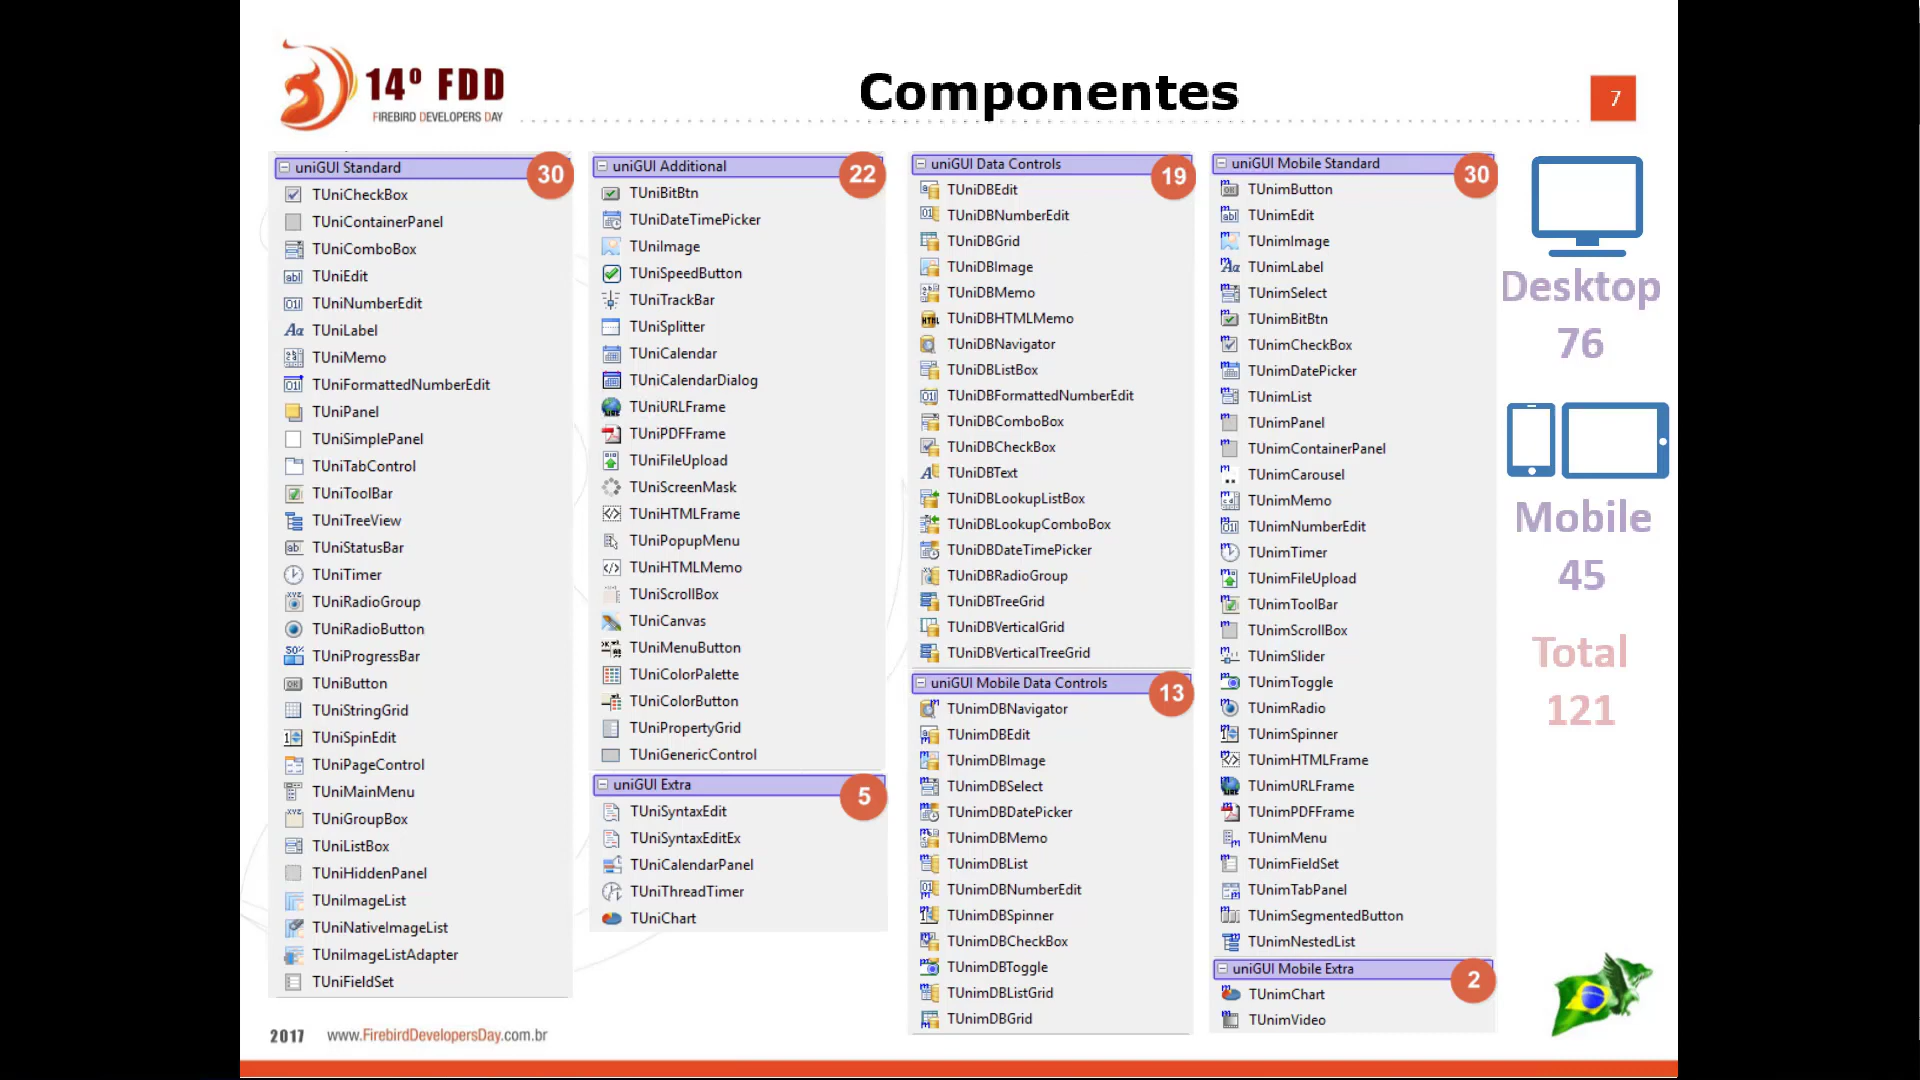 14º FDD
FIREBIRD DEVELOPERS DAY
Componentes
7
uniGUI Standard
30
TUniCheckBox
TUniContainerPanel
TUniComboBox
TUniEdit
TUniNumberEdit
TUniLabel
TUniMemo
TUniFormattedNumberEdit
TUniPanel
TUniSimplePanel
TUniTabControl
TUniToolBar
TUniTreeView
TUniStatusBar
TUniTimer
TUniRadioGroup
TUniRadioButton
TUniProgressBar
TUniButton
TUniStringGrid
TUniSpinEdit
TUniPageControl
TUniMainMenu
TUniGroupBox
TUniListBox
TUniHiddenPanel
TUniImageList
TUniNativeImageList
TUniImageListAdapter
TUniFieldSet
uniGUI Additional
22
TUniBitBtn
TUniDateTimePicker
TUniImage
TUniSpeedButton
TUniTrackBar
TUniSplitter
TUniCalendar
TUniCalendarDialog
TUniURLFrame
TUniPDFFrame
TUniFileUpload
TUniScreenMask
TUniHTMLFrame
TUniPopupMenu
TUniHTMLMemo
TUniScrollBox
TUniCanvas
TUniMenuButton
TUniColorPalette
TUniColorButton
TUniPropertyGrid
TUniGenericControl
uniGUI Extra
5
TUniSyntaxEdit
TUniSyntaxEditEx
TUniCalendarPanel
TUniThreadTimer
TUniChart
uniGUI Data Controls
19
TUniDBEdit
TUniDBNumberEdit
TUniDBGrid
TUniDBImage
TUniDBMemo
TUniDBHTMLMemo
TUniDBNavigator
TUniDBListBox
TUniDBFormattedNumberEdit
TUniDBComboBox
TUniDBCheckBox
TUniDBText
TUniDBLookupListBox
TUniDBLookupComboBox
TUniDBDateTimePicker
TUniDBRadioGroup
TUniDBTreeGrid
TUniDBVerticalGrid
TUniDBVerticalTreeGrid
uniGUI Mobile Data Controls
13
TUnimDBNavigator
TUnimDBEdit
TUnimDBImage
TUnimDBSelect
TUnimDBDatePicker
TUnimDBMemo
TUnimDBList
TUnimDBNumberEdit
TUnimDBSpinner
TUnimDBCheckBox
TUnimDBToggle
TUnimDBListGrid
TUnimDBGrid
uniGUI Mobile Standard
30
TUnimButton
TUnimEdit
TUnimImage
TUnimLabel
TUnimSelect
TUnimBitBtn
TUnimCheckBox
TUnimDatePicker
TUnimList
TUnimPanel
TUnimContainerPanel
TUnimCarousel
TUnimMemo
TUnimNumberEdit
TUnimTimer
TUnimFileUpload
TUnimToolBar
TUnimScrollBox
TUnimSlider
TUnimToggle
TUnimRadio
TUnimSpinner
TUnimHTMLFrame
TUnimURLFrame
TUnimPDFFrame
TUnimMenu
TUnimFieldSet
TUnimTabPanel
TUnimSegmentedButton
TUnimNestedList
uniGUI Mobile Extra
2
TUnimChart
TUnimVideo
Desktop
76
Mobile
45
Total
121
2017 www.FirebirdDevelopersDay.com.br